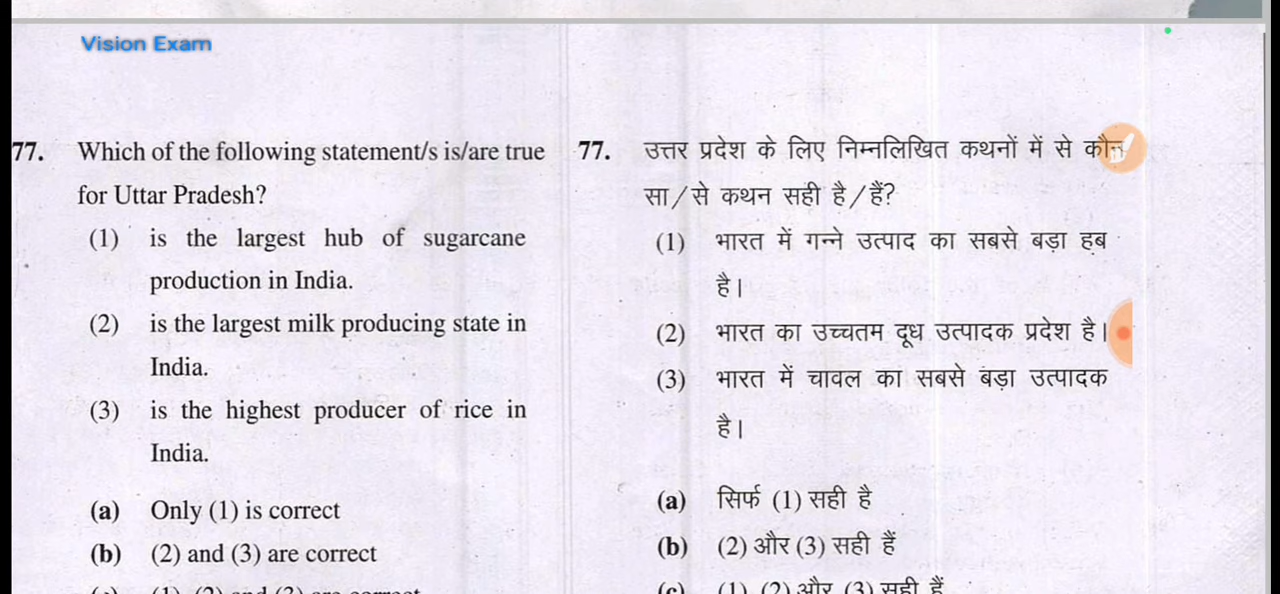 Vision Exam
77. Which of the following statement/s is/are true
for Uttar Pradesh?
(1) is the largest hub of sugarcane
production in India.
(2) is the largest milk producing state in
India.
(3) is the highest producer of rice in
India.
(a) Only (1) is correct
(b) (2) and (3) are correct
77. उत्तर प्रदेश के लिए निम्नलिखित कथनों में से कौन
सा/से कथन सही है/हैं?
(1) भारत में गन्ने उत्पाद का सबसे बड़ा हब
है।
(2) भारत का उच्चतम दूध उत्पादक प्रदेश है।
(3) भारत में चावल का सबसे बड़ा उत्पादक
है।
(a) सिर्फ (1) सही है
(b) (2) और (3) सही हैं
(c) (1), (2) और (3) सही हैं